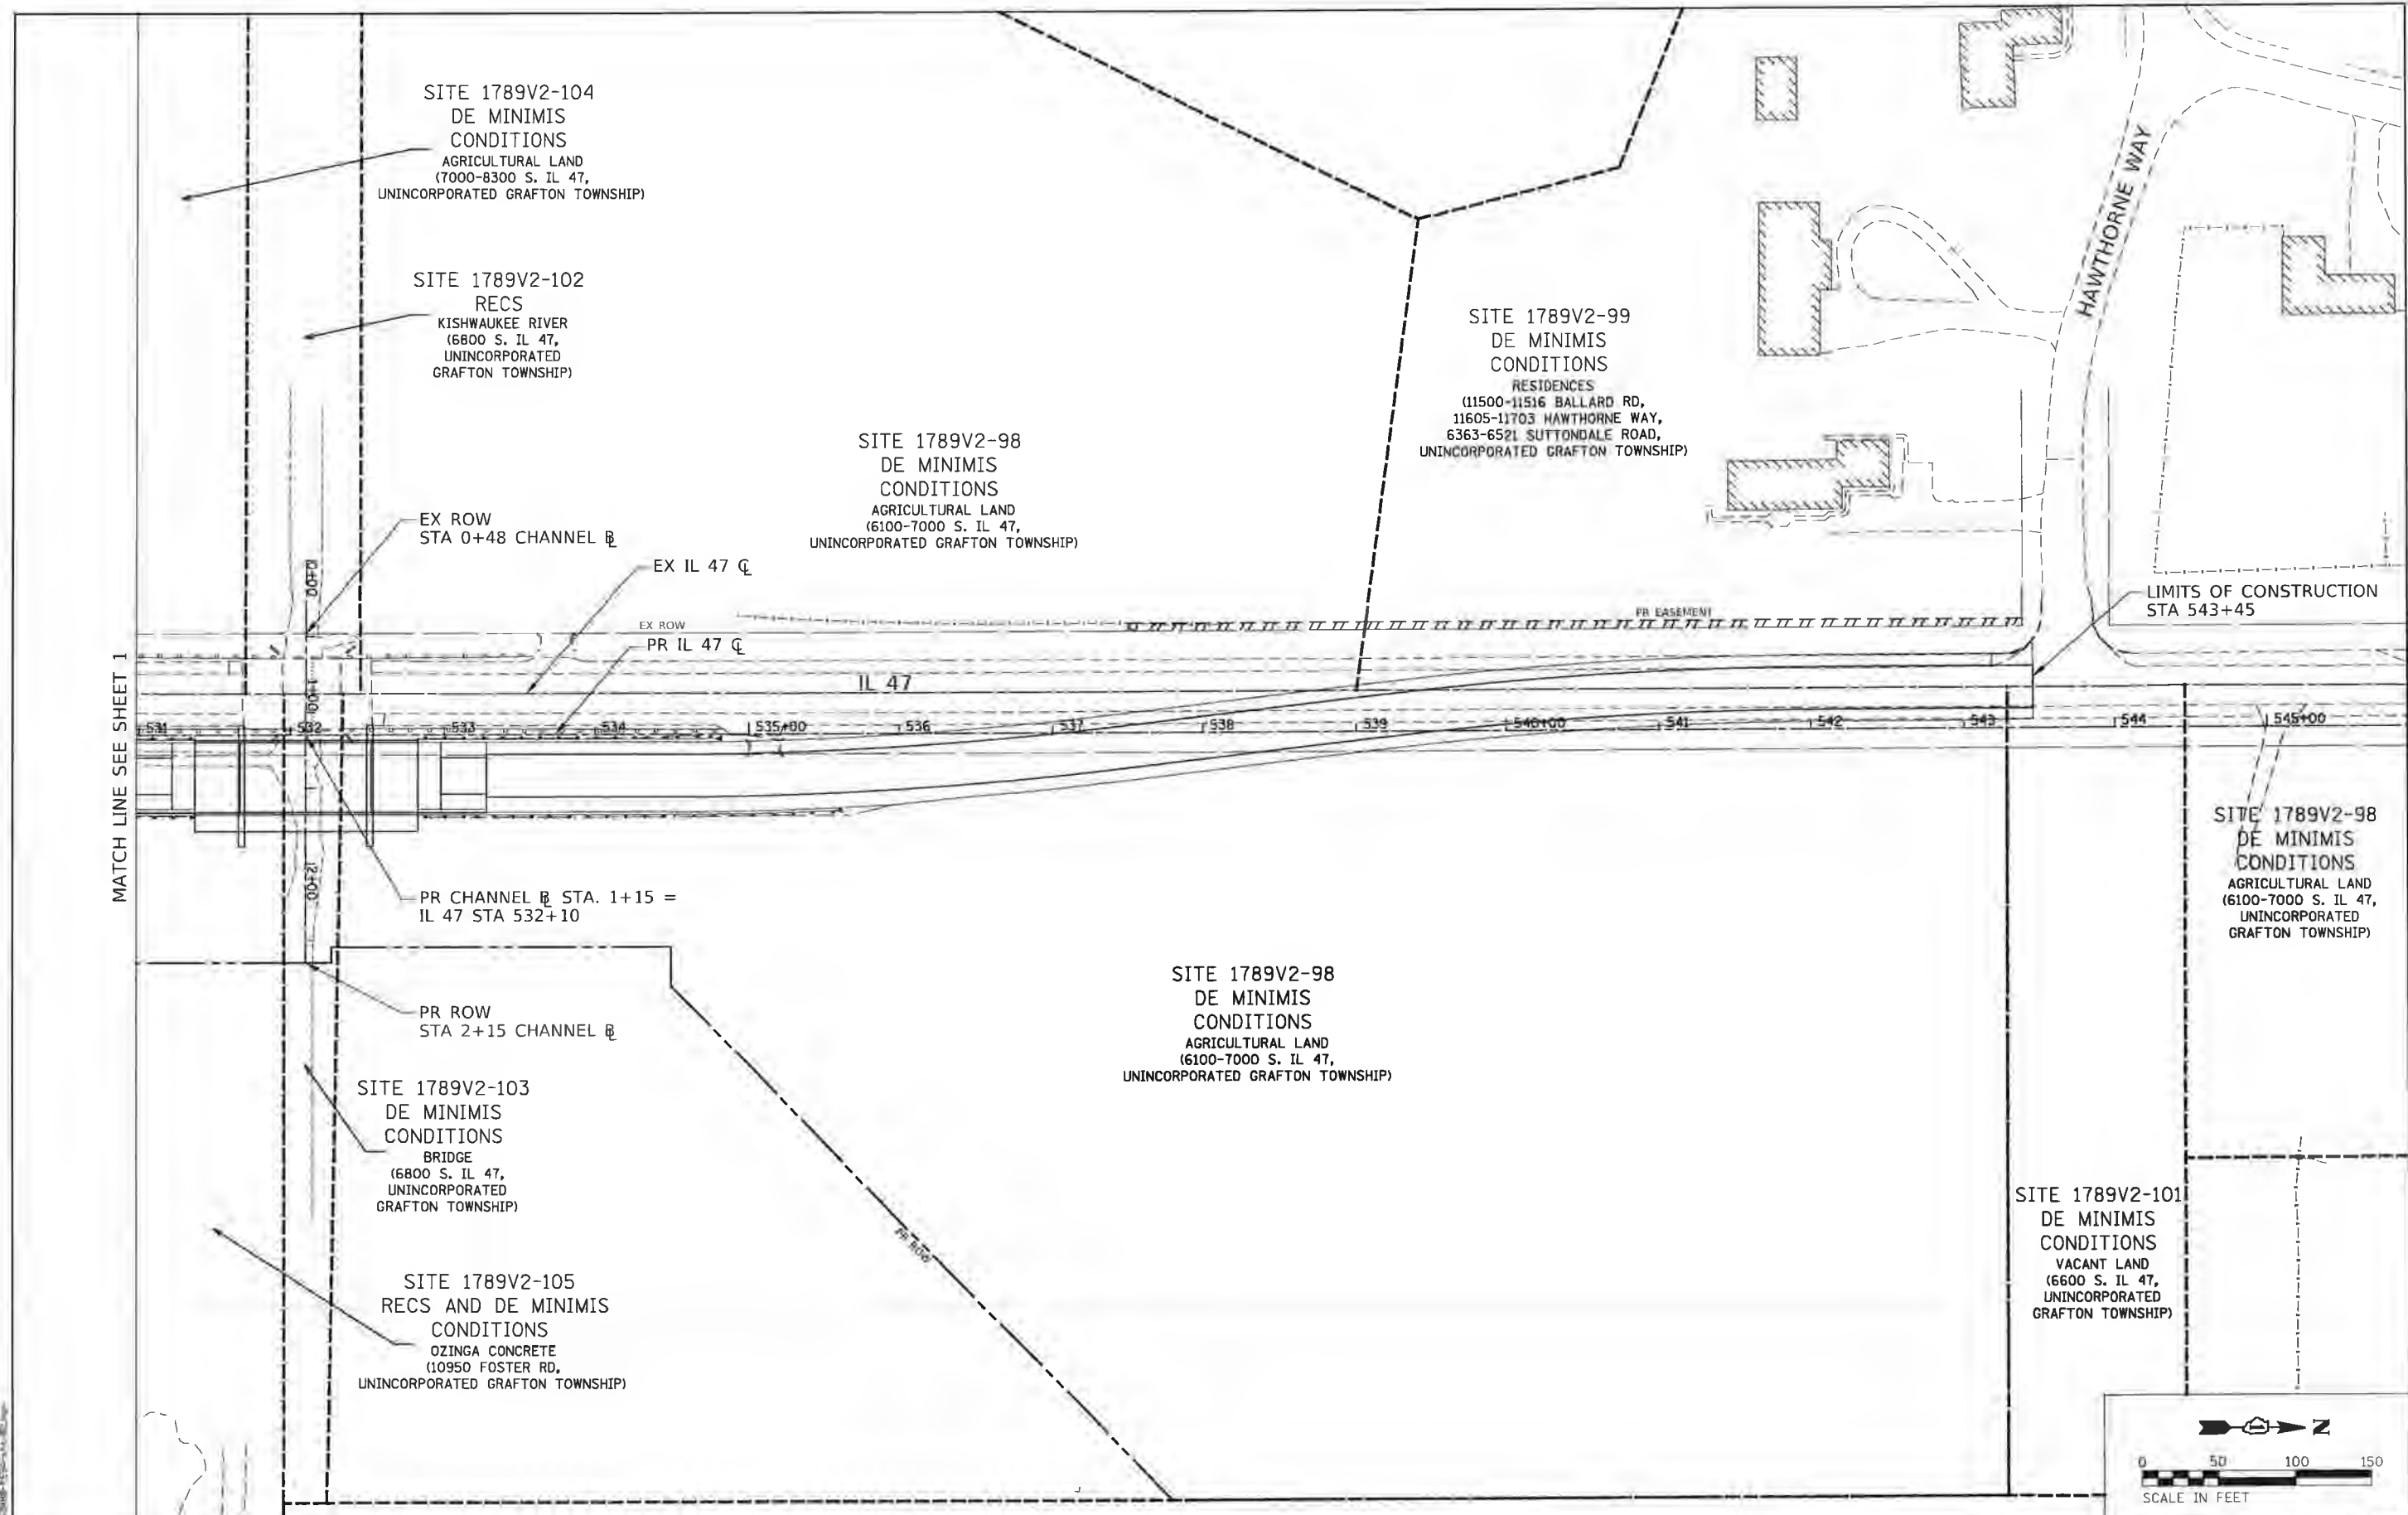 SITE 1789V2-104
DE MINIMIS
CONDITIONS
AGRICULTURAL LAND
(7000-8300 S. IL 47,
UNINCORPORATED GRAFTON TOWNSHIP)
SITE 1789V2-102
RECS
KISHWAUKEE RIVER
(6800 S. IL 47,
UNINCORPORATED
GRAFTON TOWNSHIP)
SITE 1789V2-98
DE MINIMIS
CONDITIONS
AGRICULTURAL LAND
(6100-7000 S. IL 47,
UNINCORPORATED GRAFTON TOWNSHIP)
SITE 1789V2-99
DE MINIMIS
CONDITIONS
RESIDENCES
(11500-11516 BALLARD RD,
11605-11703 HAWTHORNE WAY,
6363-6521 SUTTONDALE ROAD,
UNINCORPORATED GRAFTON TOWNSHIP)
HAWTHORNE WAY
EX ROW
STA 0+48 CHANNEL ℄
EX IL 47 ℄
EX ROW
PR IL 47 ℄
PR EASEMENT
LIMITS OF CONSTRUCTION
STA 543+45
MATCH LINE SEE SHEET 1
IL 47
0+00
1+00
2+00
531
532
533
534
535+00
536
537
538
539
540+00
541
542
543
544
545+00
PR CHANNEL ℄ STA. 1+15 =
IL 47 STA 532+10
PR ROW
STA 2+15 CHANNEL ℄
SITE 1789V2-103
DE MINIMIS
CONDITIONS
BRIDGE
(6800 S. IL 47,
UNINCORPORATED
GRAFTON TOWNSHIP)
SITE 1789V2-105
RECS AND DE MINIMIS
CONDITIONS
OZINGA CONCRETE
(10950 FOSTER RD,
UNINCORPORATED GRAFTON TOWNSHIP)
PR ROW
SITE 1789V2-98
DE MINIMIS
CONDITIONS
AGRICULTURAL LAND
(6100-7000 S. IL 47,
UNINCORPORATED GRAFTON TOWNSHIP)
SITE 1789V2-98
DE MINIMIS
CONDITIONS
AGRICULTURAL LAND
(6100-7000 S. IL 47,
UNINCORPORATED
GRAFTON TOWNSHIP)
SITE 1789V2-101
DE MINIMIS
CONDITIONS
VACANT LAND
(6600 S. IL 47,
UNINCORPORATED
GRAFTON TOWNSHIP)
N
0 50 100 150
SCALE IN FEET